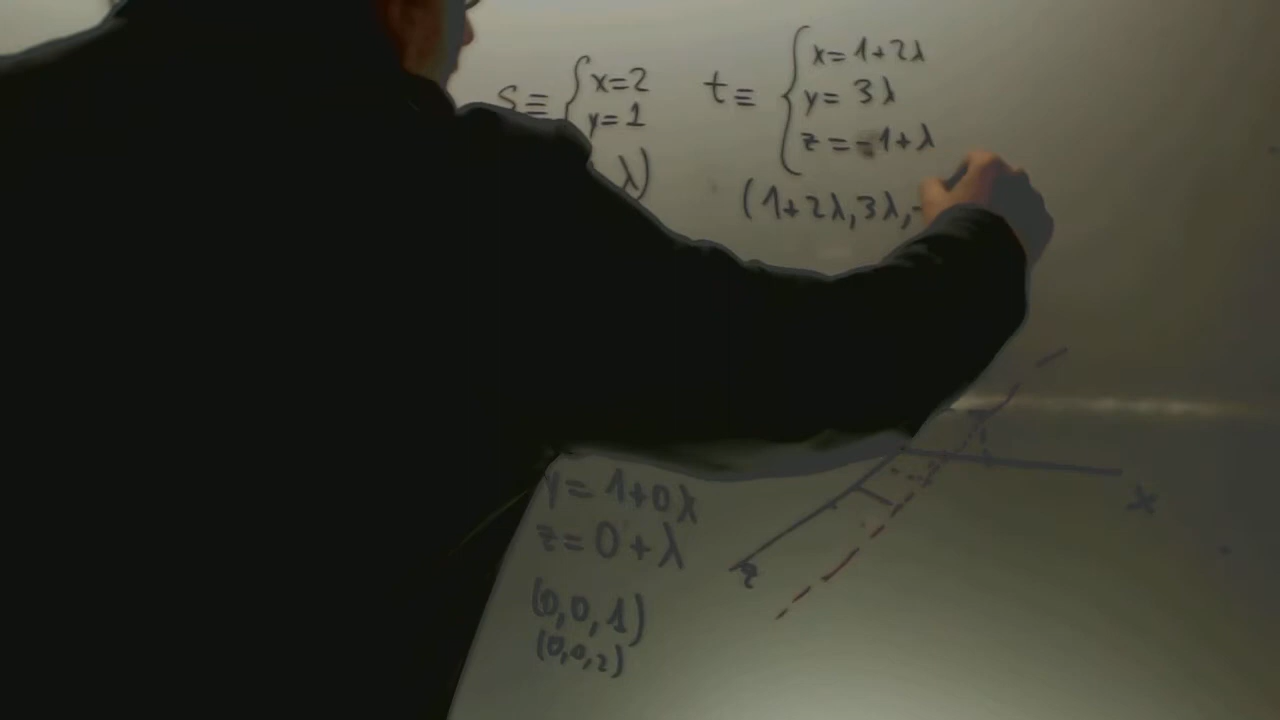 s ≡ { x=2
y=1
λ)
t ≡ { x= 1+2λ
y= 3λ
z = -1+λ
(1+2λ,3λ,-
y= 1+0λ
z= 0+λ
(0,0,1)
(0,0,2)
x
z